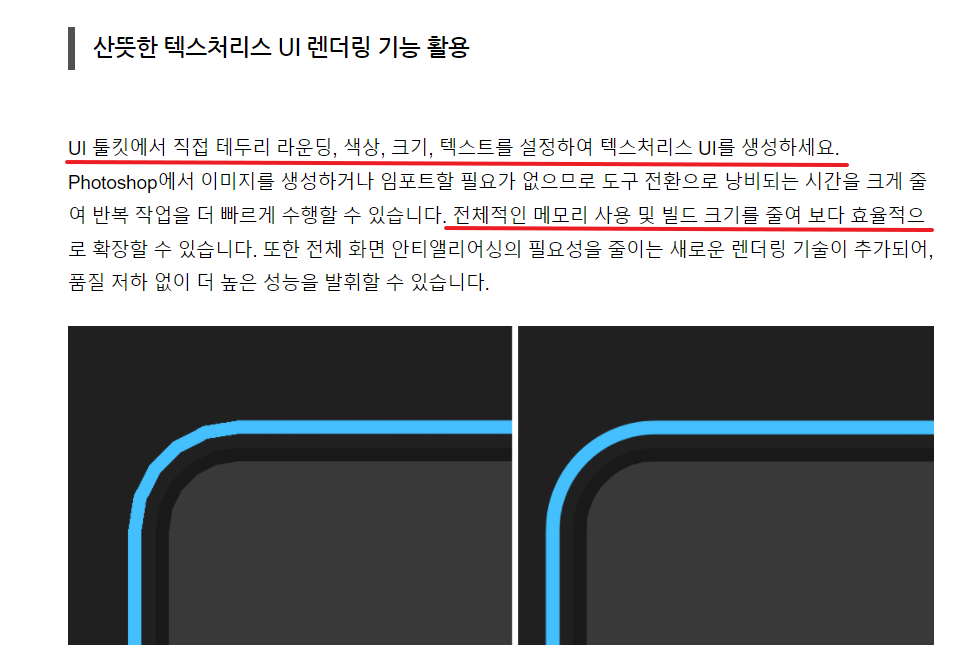 산뜻한 텍스처리스 UI 렌더링 기능 활용
UI 툴킷에서 직접 테두리 라운딩, 색상, 크기, 텍스트를 설정하여 텍스처리스 UI를 생성하세요.
Photoshop에서 이미지를 생성하거나 임포트할 필요가 없으므로 도구 전환으로 낭비되는 시간을 크게 줄
여 반복 작업을 더 빠르게 수행할 수 있습니다. 전체적인 메모리 사용 및 빌드 크기를 줄여 보다 효율적으
로 확장할 수 있습니다. 또한 전체 화면 안티앨리어싱의 필요성을 줄이는 새로운 렌더링 기술이 추가되어,
품질 저하 없이 더 높은 성능을 발휘할 수 있습니다.